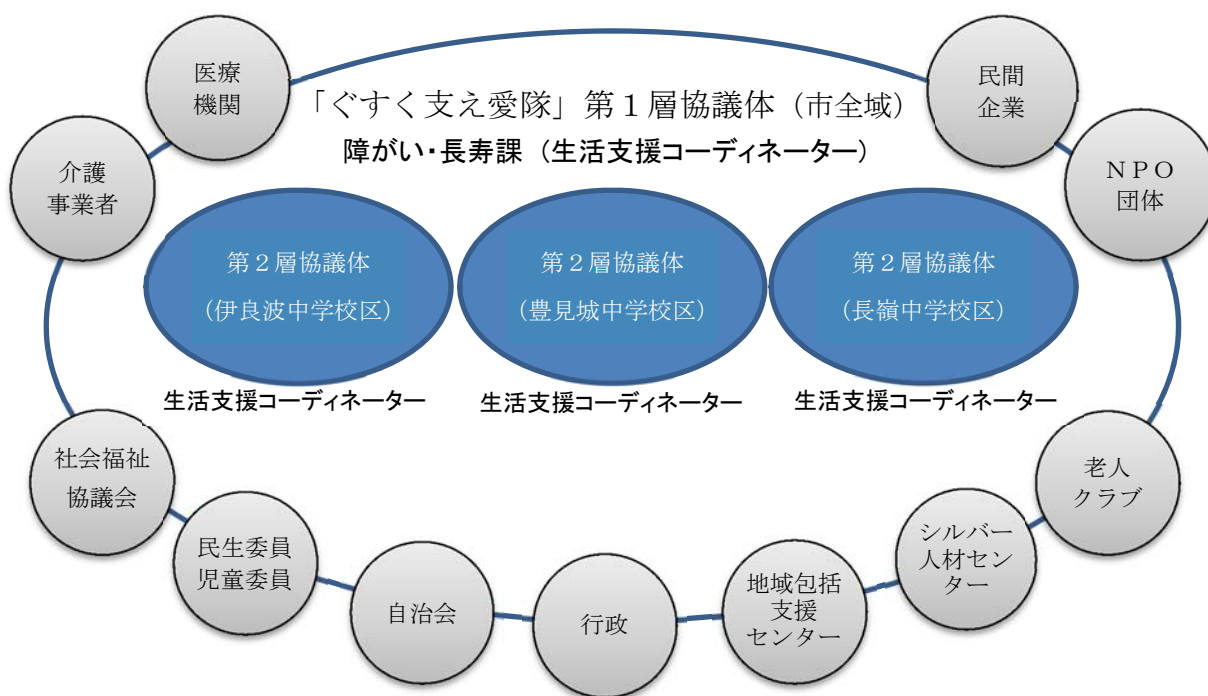 医療
機関
民間
企業
「ぐすく支え愛隊」第１層協議体（市全域）
障がい・長寿課（生活支援コーディネーター）
介護
事業者
ＮＰＯ
団体
第２層協議体
（伊良波中学校区）
第２層協議体
（豊見城中学校区）
第２層協議体
（長嶺中学校区）
生活支援コーディネーター
生活支援コーディネーター
生活支援コーディネーター
社会福祉
協議会
老人
クラブ
民生委員
児童委員
シルバー
人材セン
ター
自治会
行政
地域包括
支援
センター